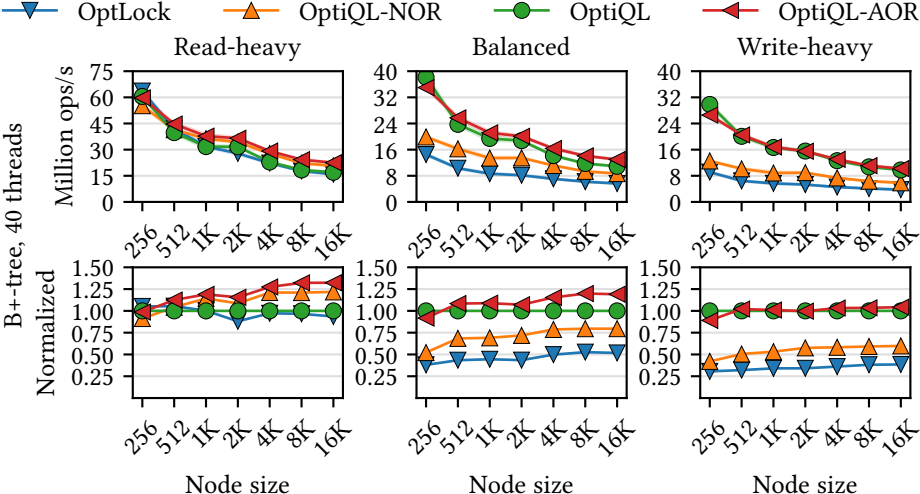 OptLock OptiQL-NOR OptiQL OptiQL-AOR
Read-heavy Balanced Write-heavy
B+-tree, 40 threads
Million ops/s
75 60 45 30 15 0
256 512 1K 2K 4K 8K 16K
40 32 24 16 8 0
256 512 1K 2K 4K 8K 16K
40 32 24 16 8 0
256 512 1K 2K 4K 8K 16K
Normalized
1.50 1.25 1.00 0.75 0.50 0.25
256 512 1K 2K 4K 8K 16K
Node size
1.50 1.25 1.00 0.75 0.50 0.25
256 512 1K 2K 4K 8K 16K
Node size
1.50 1.25 1.00 0.75 0.50 0.25
256 512 1K 2K 4K 8K 16K
Node size